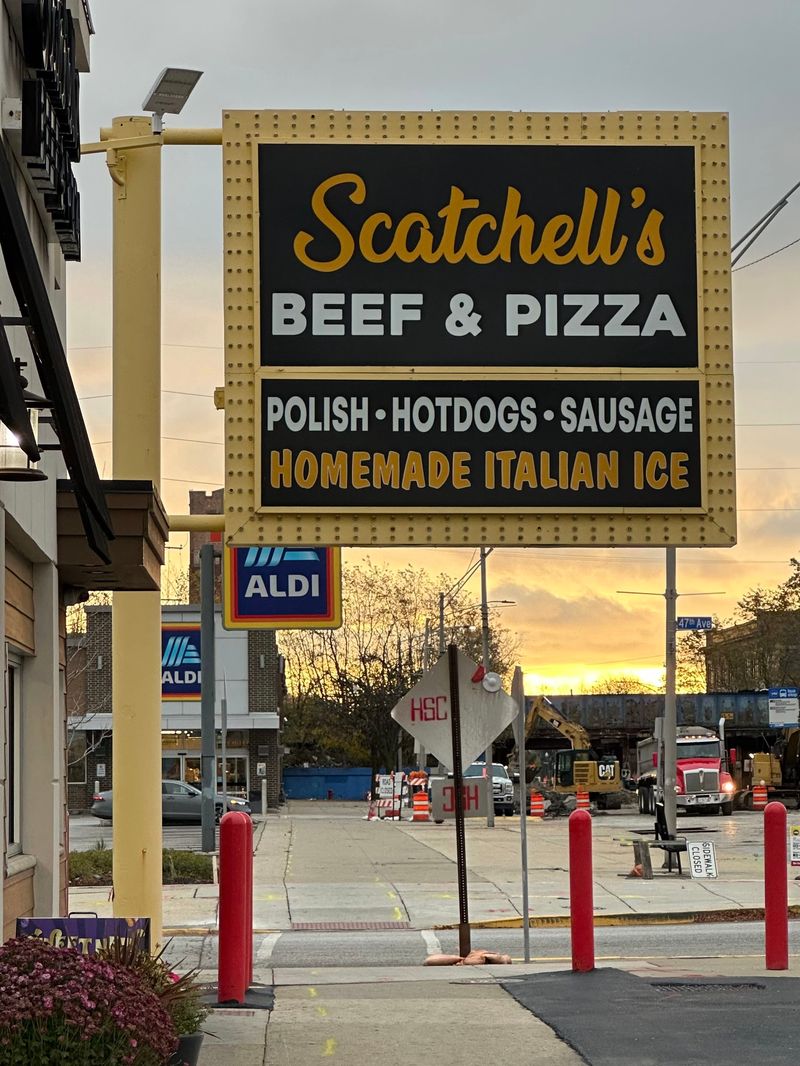 Scatchell's
BEEF & PIZZA
POLISH • HOTDOGS • SAUSAGE
HOMEMADE ITALIAN ICE
ALDI
ALDI
47th Ave
HSC
CAT
SIDEWALK
CLOSED